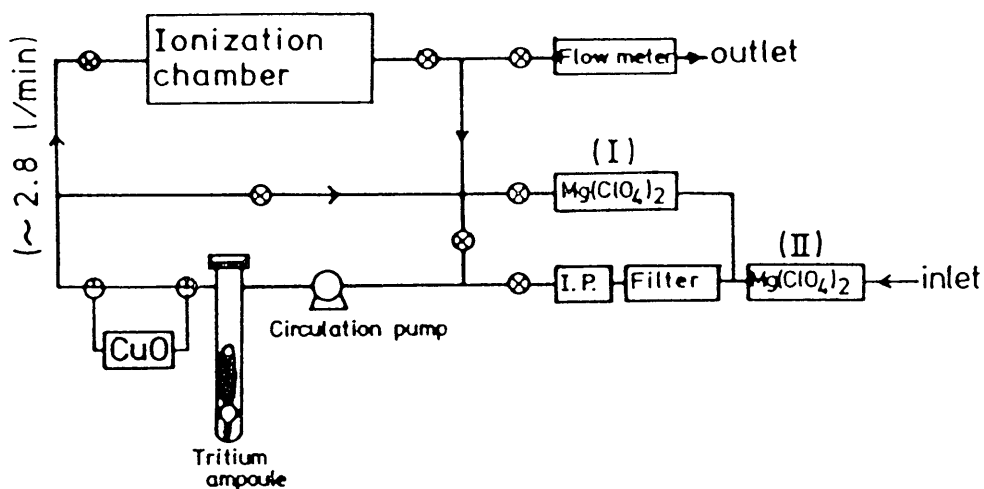 Ionization
chamber
Flow meter
outlet
(~ 2.8 l/min)
(I)
Mg(ClO4)2
(II)
Mg(ClO4)2
inlet
I.P.
Filter
Circulation pump
CuO
Tritium
ampoule